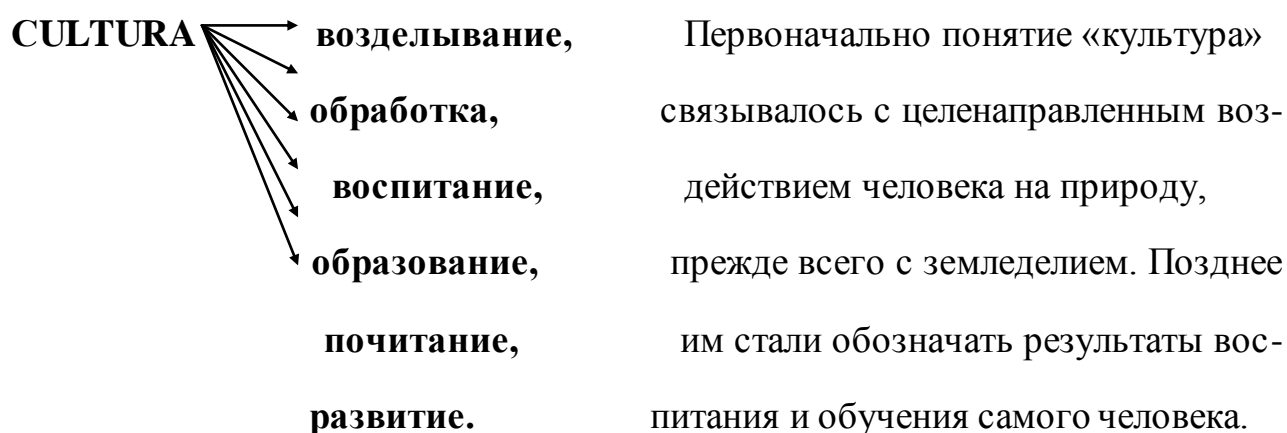 CULTURA возделывание, Первоначально понятие «культура»
обработка, связывалось с целенаправленным воз-
воспитание, действием человека на природу,
образование, прежде всего с земледелием. Позднее
почитание, им стали обозначать результаты вос-
развитие. питания и обучения самого человека.